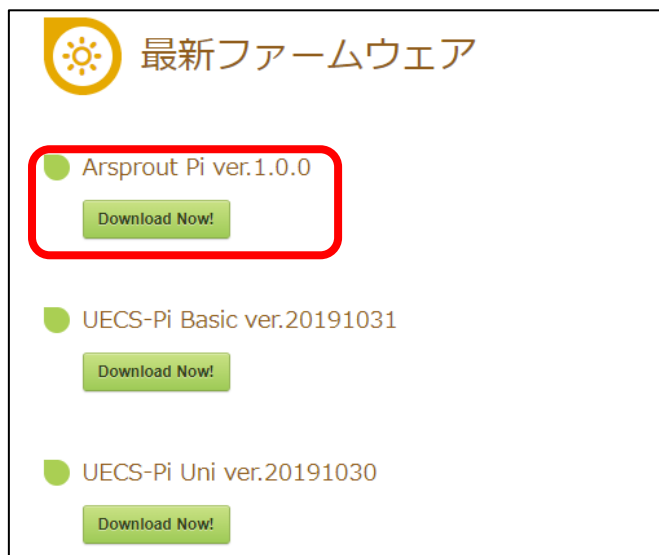 最新ファームウェア
Arsprout Pi ver.1.0.0
Download Now!
UECS-Pi Basic ver.20191031
Download Now!
UECS-Pi Uni ver.20191030
Download Now!